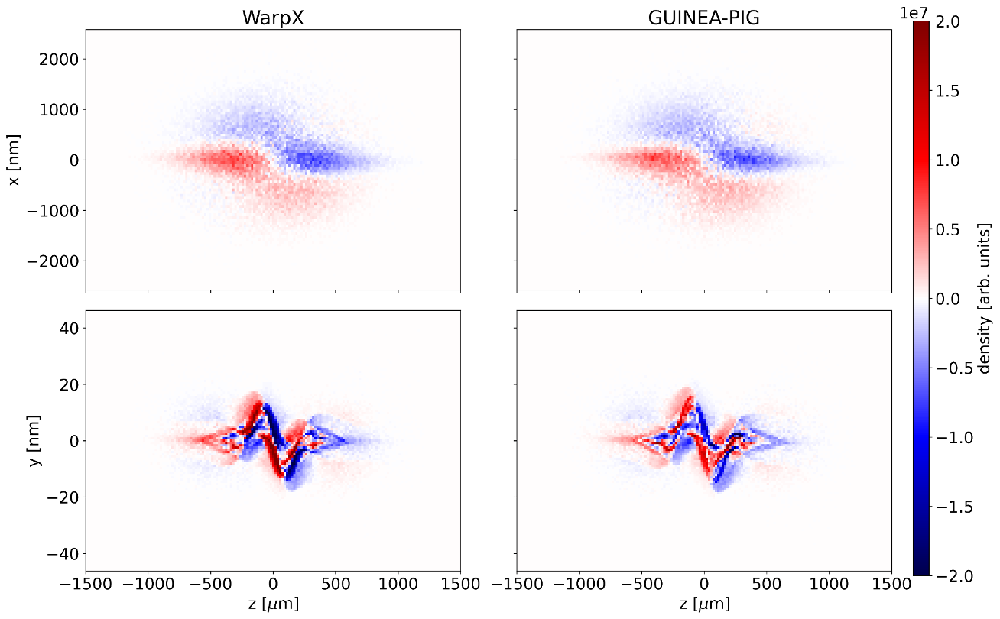 WarpX
GUINEA-PIG
1e7
2000
1000
0
−1000
−2000
x [nm]
40
20
0
−20
−40
y [nm]
−1500 −1000 −500 0 500 1000 1500
z [μm]
−1500 −1000 −500 0 500 1000 1500
z [μm]
2.0
1.5
1.0
0.5
0.0
−0.5
−1.0
−1.5
−2.0
density [arb. units]